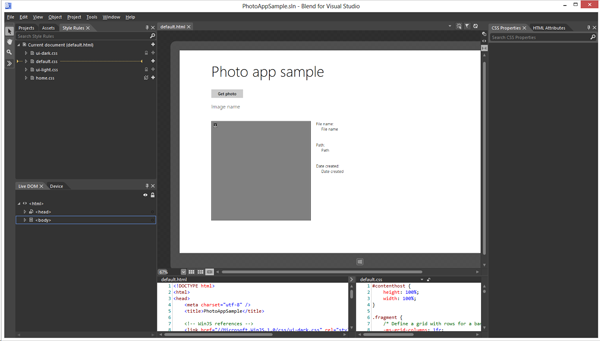 PhotoAppSample.sln - Blend for Visual Studio
File Edit View Object Project Tools Window Help
Projects Assets Style Rules
Search Style Rules
Current document (default.html)
ui-dark.css
default.css
ui-light.css
home.css
Live DOM Device
<html>
<head>
<body>
default.html
Photo app sample
Get photo
Image name
File name:
File name
Path:
Path
Date created:
Date created
67%
default.html
1 <!DOCTYPE html>
2 <html>
3 <head>
4 <meta charset="utf-8" />
5 <title>PhotoAppSample</title>
6
7 <!-- WinJS references -->
8 <link href="//Microsoft.WinJS.1.0/css/ui-dark.css" rel="sty
default.css
1 #contenthost {
2 height: 100%;
3 width: 100%;
4 }
5
6 .fragment {
7 /* Define a grid with rows for a ba
8 -ms-grid-columns: 1fr;
CSS Properties HTML Attributes
Search CSS Properties